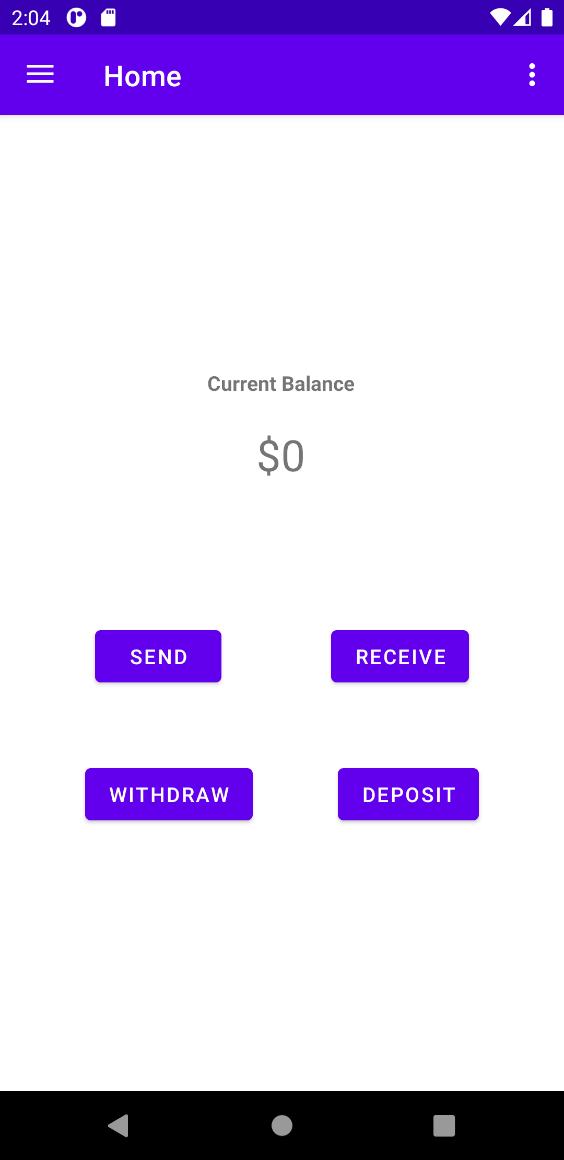 2:04
Home
Current Balance
$0
SEND RECEIVE
WITHDRAW DEPOSIT